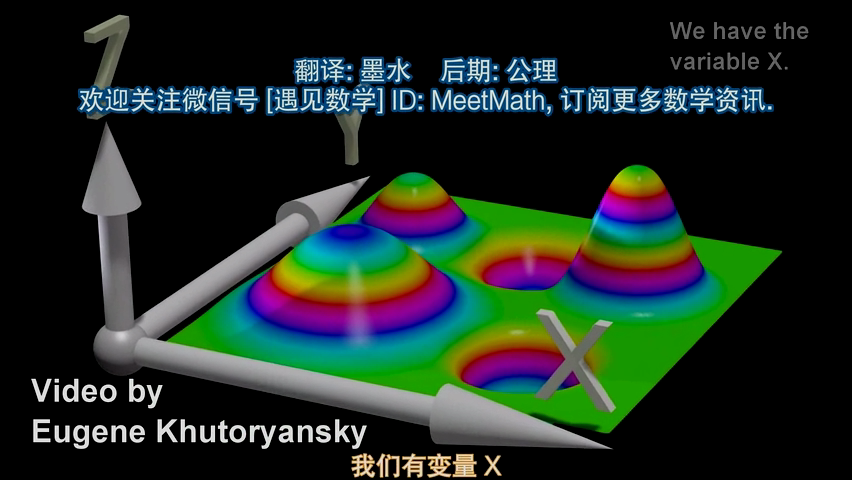 We have the
variable X.
翻译: 墨水 后期: 公理
欢迎关注微信号 [遇见数学] ID: MeetMath, 订阅更多数学资讯.
Z
Y
X
Video by
Eugene Khutoryansky
我们有变量 X